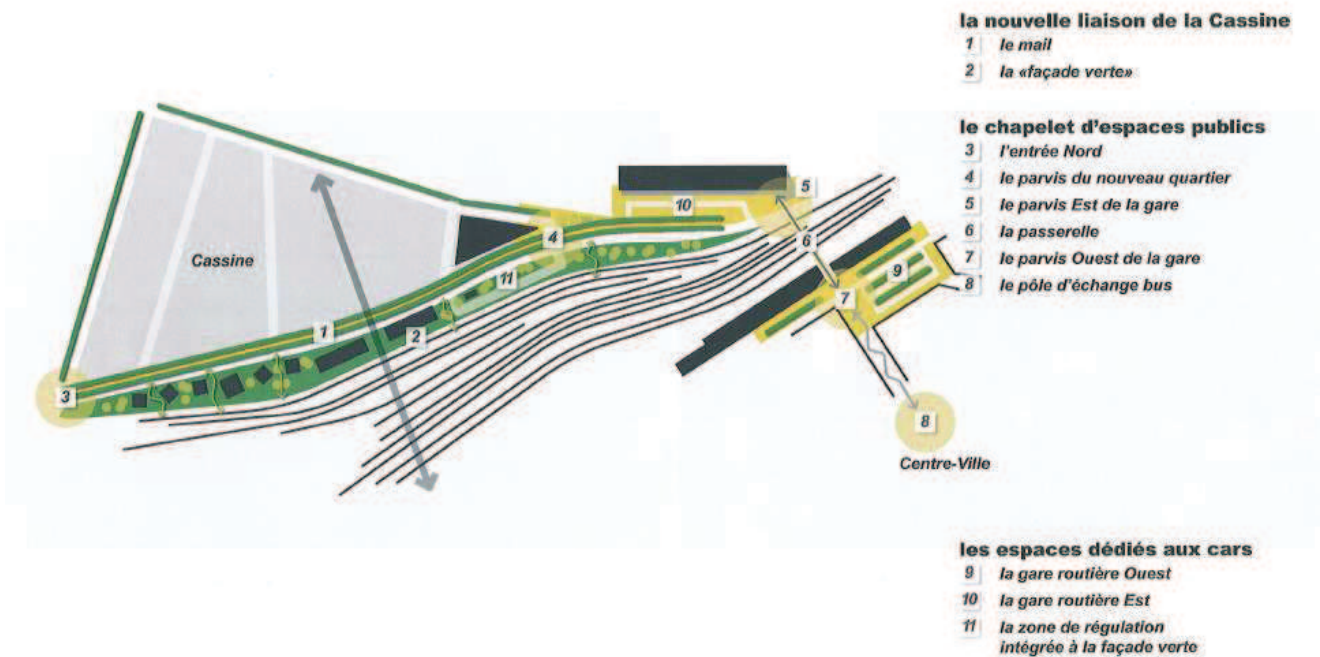 la nouvelle liaison de la Cassine
1 le mail
2 la «façade verte»
le chapelet d'espaces publics
3 l'entrée Nord
4 le parvis du nouveau quartier
5 le parvis Est de la gare
6 la passerelle
7 le parvis Ouest de la gare
8 le pôle d'échange bus
5
10
4
6
Cassine
9
11
7
1
2
3
8
Centre-Ville
les espaces dédiés aux cars
9 la gare routière Ouest
10 la gare routière Est
11 la zone de régulation
intégrée à la façade verte